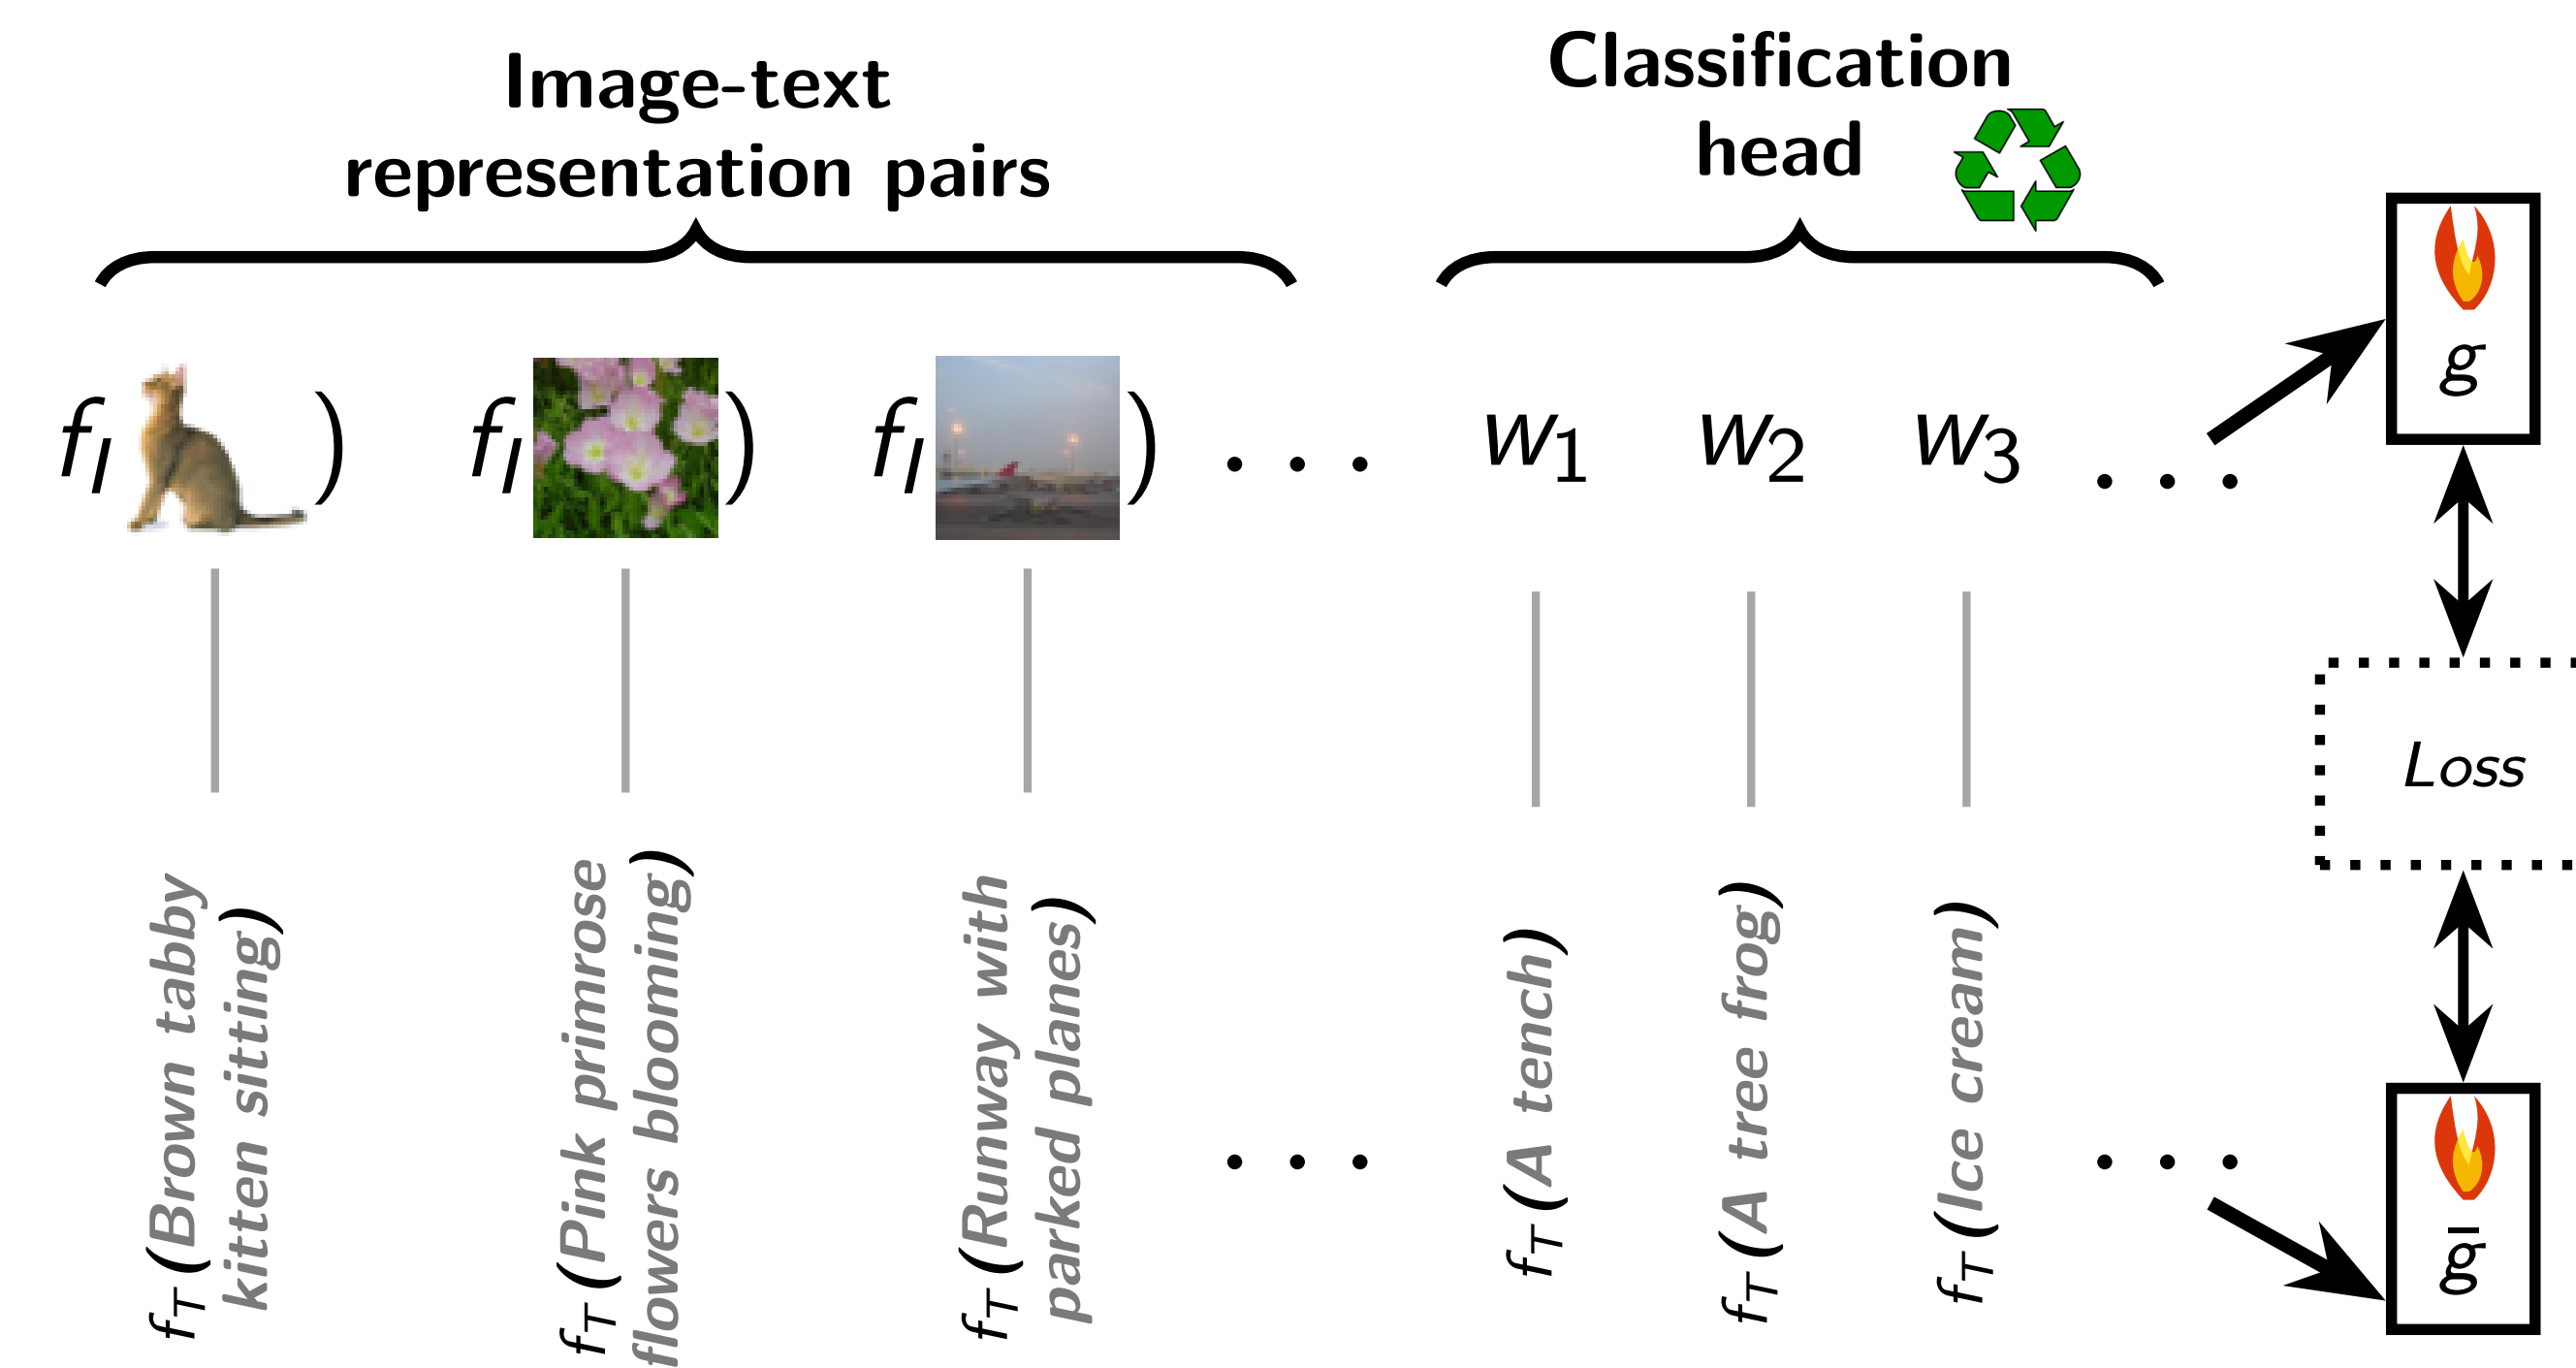 Image-text
representation pairs
Classification
head
f_I ) f_I ) f_I ) . . . w_1 w_2 w_3 . . .
g
Loss
f_T (Brown tabby
kitten sitting)
f_T (Pink primrose
flowers blooming)
f_T (Runway with
parked planes)
. . .
f_T (A tench)
f_T (A tree frog)
f_T (Ice cream)
. . .
ḡ